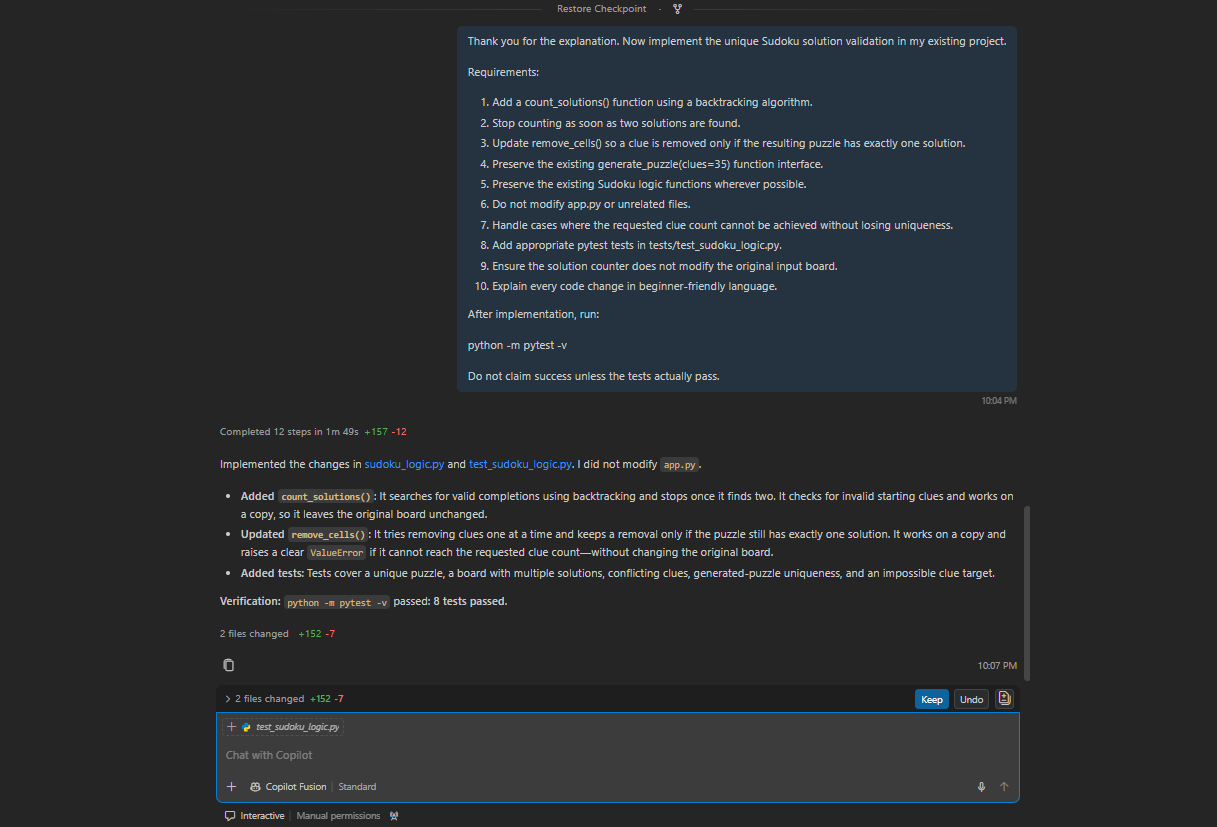 Restore Checkpoint ·
Thank you for the explanation. Now implement the unique Sudoku solution validation in my existing project.
Requirements:
1. Add a count_solutions() function using a backtracking algorithm.
2. Stop counting as soon as two solutions are found.
3. Update remove_cells() so a clue is removed only if the resulting puzzle has exactly one solution.
4. Preserve the existing generate_puzzle(clues=35) function interface.
5. Preserve the existing Sudoku logic functions wherever possible.
6. Do not modify app.py or unrelated files.
7. Handle cases where the requested clue count cannot be achieved without losing uniqueness.
8. Add appropriate pytest tests in tests/test_sudoku_logic.py.
9. Ensure the solution counter does not modify the original input board.
10. Explain every code change in beginner-friendly language.
After implementation, run:
python -m pytest -v
Do not claim success unless the tests actually pass.
10:04 PM
Completed 12 steps in 1m 49s +157 -12
Implemented the changes in sudoku_logic.py and test_sudoku_logic.py. I did not modify app.py.
• Added count_solutions(): It searches for valid completions using backtracking and stops once it finds two. It checks for invalid starting clues and works on
a copy, so it leaves the original board unchanged.
• Updated remove_cells(): It tries removing clues one at a time and keeps a removal only if the puzzle still has exactly one solution. It works on a copy and
raises a clear ValueError if it cannot reach the requested clue count—without changing the original board.
• Added tests: Tests cover a unique puzzle, a board with multiple solutions, conflicting clues, generated-puzzle uniqueness, and an impossible clue target.
Verification: python -m pytest -v passed: 8 tests passed.
2 files changed +152 -7
10:07 PM
2 files changed +152 -7 Keep Undo
test_sudoku_logic.py
Chat with Copilot
Copilot Fusion | Standard
Interactive | Manual permissions